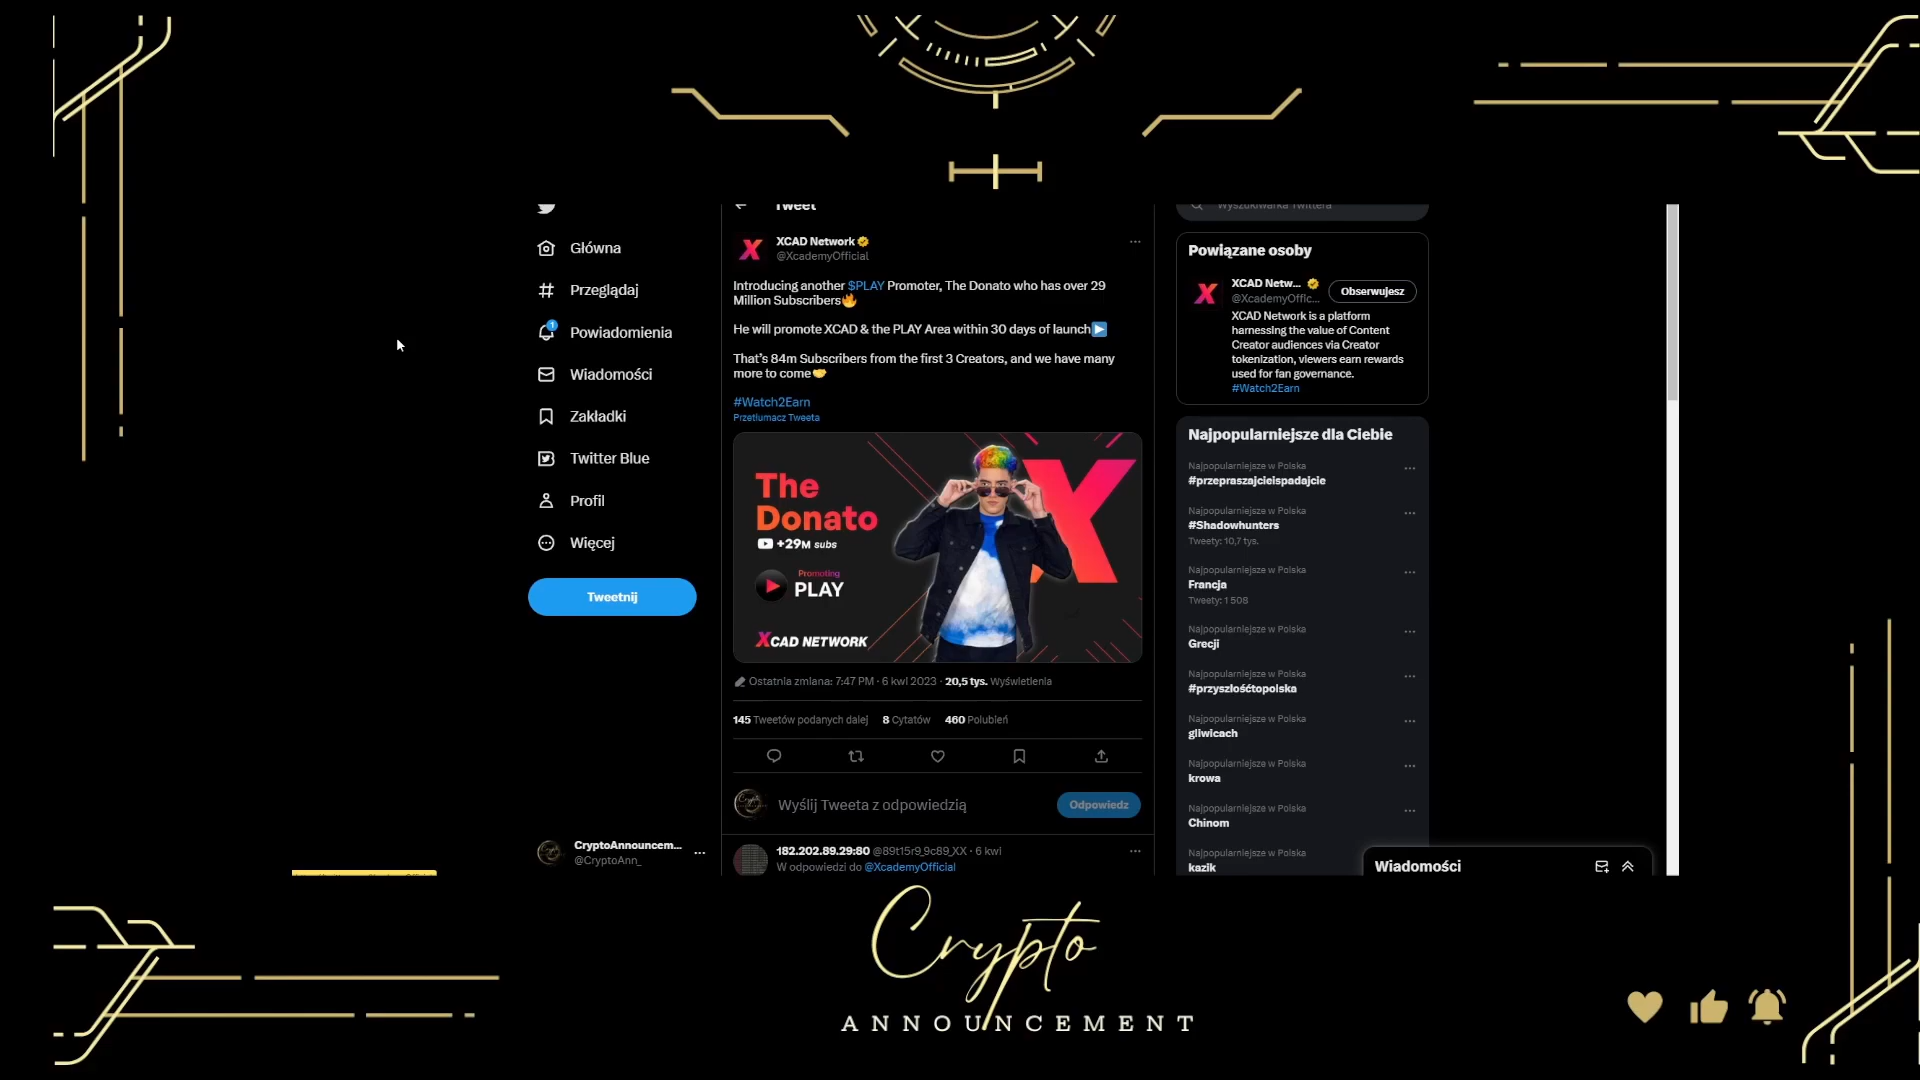 Tweet
Wyszukiwarka Twittera
Główna
Przeglądaj
1
Powiadomienia
Wiadomości
Zakładki
Twitter Blue
Profil
Więcej
Tweetnij
CryptoAnnouncem...
@CryptoAnn_
XCAD Network
@XcademyOfficial
Introducing another $PLAY Promoter, The Donato who has over 29
Million Subscribers🔥
He will promote XCAD & the PLAY Area within 30 days of launch▶️
That's 84m Subscribers from the first 3 Creators, and we have many
more to come🤝
#Watch2Earn
Przetłumacz Tweeta
The
Donato
+29M subs
Promoting
PLAY
XCAD NETWORK
Ostatnia zmiana: 7:47 PM · 6 kwi 2023 · 20,5 tys. Wyświetlenia
145 Tweetów podanych dalej 8 Cytatów 460 Polubień
Wyślij Tweeta z odpowiedzią
Odpowiedz
182.202.89.29:80 @89t15r9_9c89_XX · 6 kwi
W odpowiedzi do @XcademyOfficial
Powiązane osoby
XCAD Netw...
@XcademyOffic...
Obserwujesz
XCAD Network is a platform
harnessing the value of Content
Creator audiences via Creator
tokenization, viewers earn rewards
used for fan governance.
#Watch2Earn
Najpopularniejsze dla Ciebie
Najpopularniejsze w Polska
#przepraszajcieispadajcie
Najpopularniejsze w Polska
#Shadowhunters
Tweety: 10,7 tys.
Najpopularniejsze w Polska
Francja
Tweety: 1 508
Najpopularniejsze w Polska
Grecji
Najpopularniejsze w Polska
#przyszlośćtopolska
Najpopularniejsze w Polska
gliwicach
Najpopularniejsze w Polska
krowa
Najpopularniejsze w Polska
Chinom
Najpopularniejsze w Polska
kazik
Wiadomości
Crypto
ANNOUNCEMENT